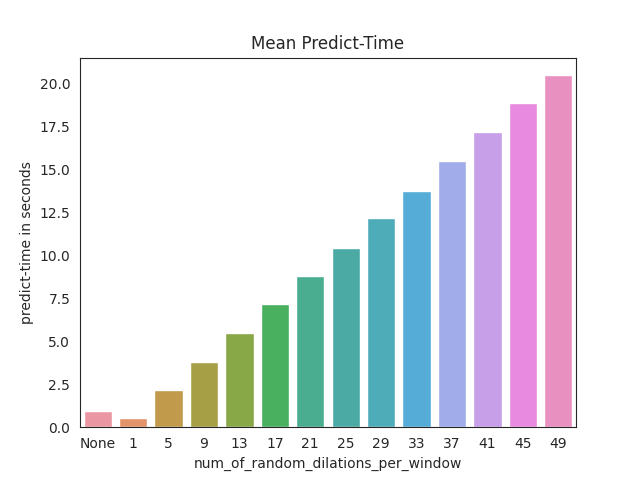 Mean Predict-Time
predict-time in seconds
20.0
17.5
15.0
12.5
10.0
7.5
5.0
2.5
0.0
None 1 5 9 13 17 21 25 29 33 37 41 45 49
num_of_random_dilations_per_window